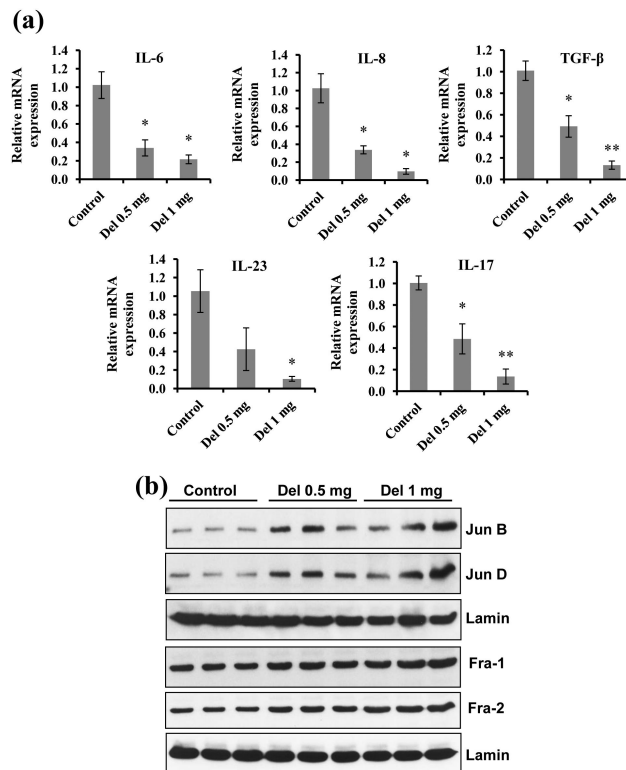 (a)
IL-6
Relative mRNA
expression
1.4
1.2
1.0
0.8
0.6
0.4
0.2
0.0
*
*
Control
Del 0.5 mg
Del 1 mg
IL-8
Relative mRNA
expression
1.4
1.2
1.0
0.8
0.6
0.4
0.2
0.0
*
*
Control
Del 0.5 mg
Del 1 mg
TGF-β
Relative mRNA
expression
1.2
1.0
0.8
0.6
0.4
0.2
0.0
*
**
Control
Del 0.5 mg
Del 1 mg
IL-23
Relative mRNA
expression
1.4
1.2
1.0
0.8
0.6
0.4
0.2
0.0
*
Control
Del 0.5 mg
Del 1 mg
IL-17
Relative mRNA
expression
1.2
1.0
0.8
0.6
0.4
0.2
0.0
*
**
Control
Del 0.5 mg
Del 1 mg
(b)
Control Del 0.5 mg Del 1 mg
Jun B
Jun D
Lamin
Fra-1
Fra-2
Lamin